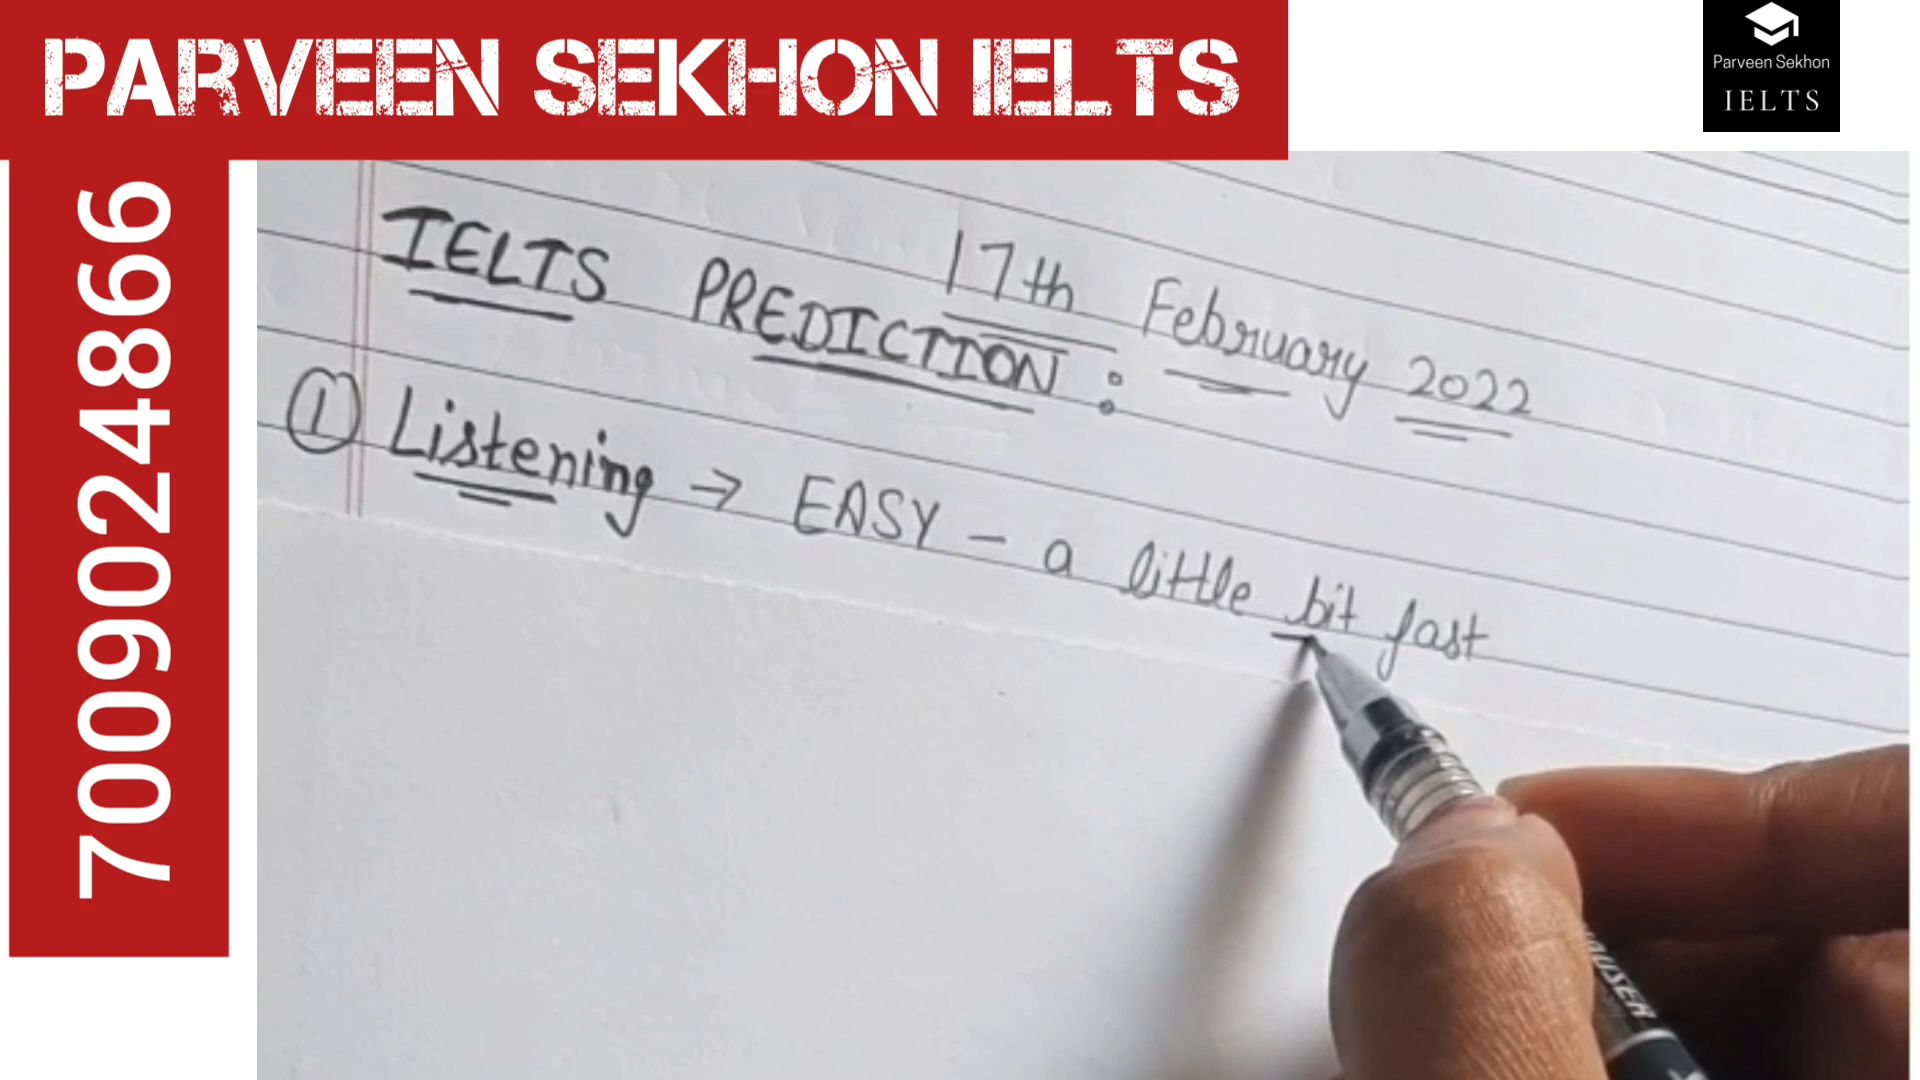 PARVEEN SEKHON IELTS
Parveen Sekhon
IELTS
7009024866
17th February 2022
IELTS PREDICTION :
1 Listening → EASY - a little bit fast